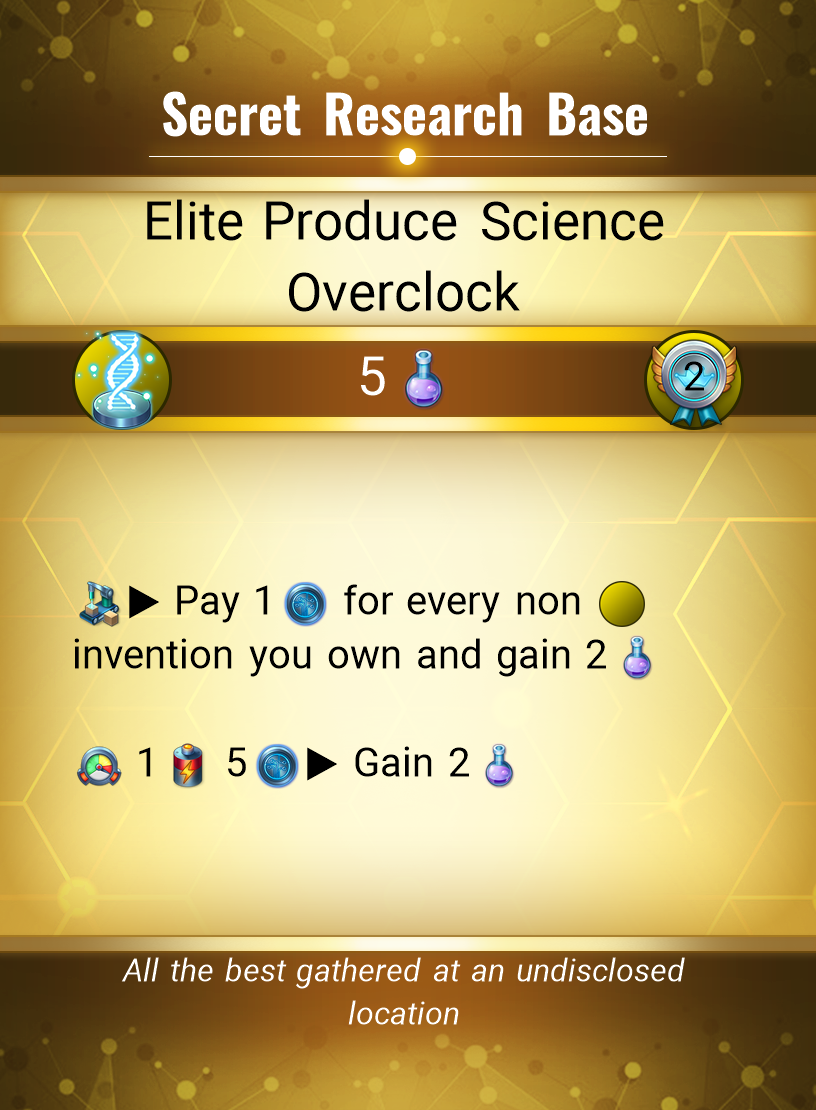 Secret Research Base
Elite Produce Science
Overclock
5
2
▶ Pay 1 for every non
invention you own and gain 2
1 5 ▶ Gain 2
All the best gathered at an undisclosed
location